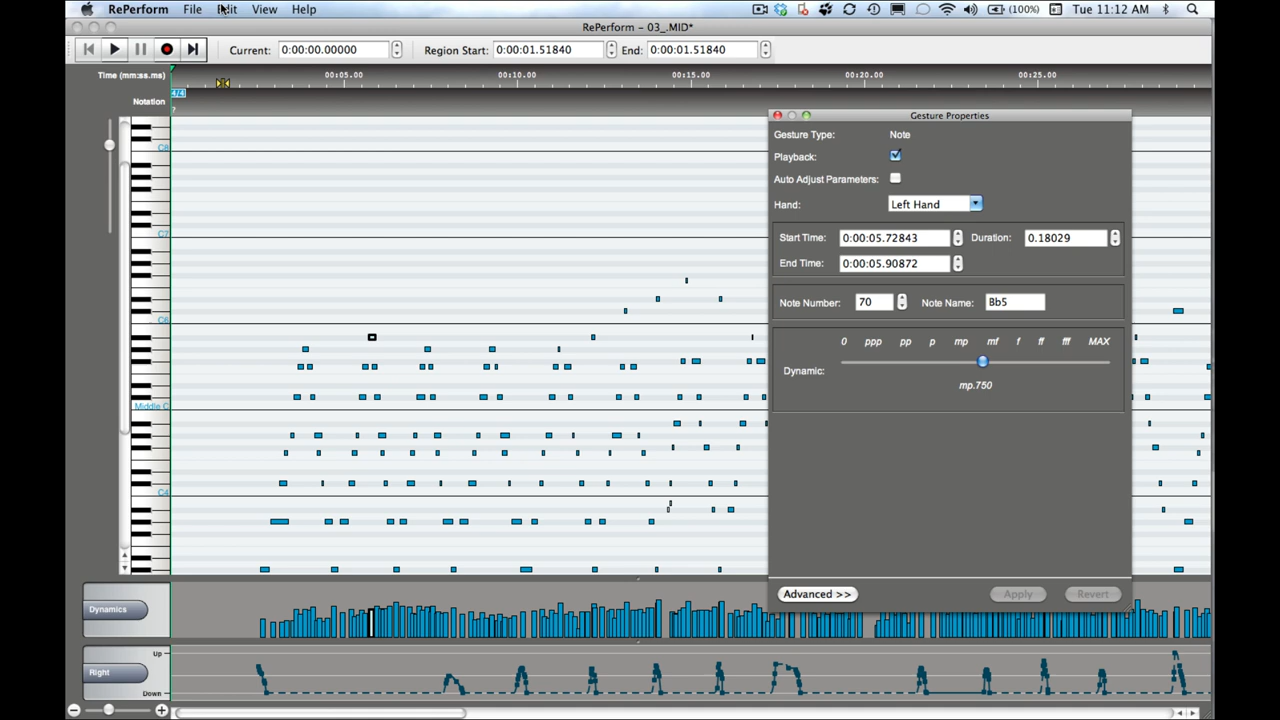 RePerform File Edit View Help (100%) Tue 11:12 AM
RePerform - 03_.MID*
Current: 0:00:00.00000 Region Start: 0:00:01.51840 End: 0:00:01.51840
Time (mm:ss.ms) 00:05.00 00:10.00 00:15.00 00:20.00 00:25.00
4/4
Notation
?
Gesture Properties
Gesture Type: Note
Playback:
Auto Adjust Parameters:
Hand: Left Hand
Start Time: 0:00:05.72843 Duration: 0.18029
End Time: 0:00:05.90872
Note Number: 70 Note Name: Bb5
0 ppp pp p mp mf f ff fff MAX
Dynamic:
mp.750
Advanced >> Apply Revert
C8
C7
C6
Middle C
C4
Dynamics
Up
Right
Down